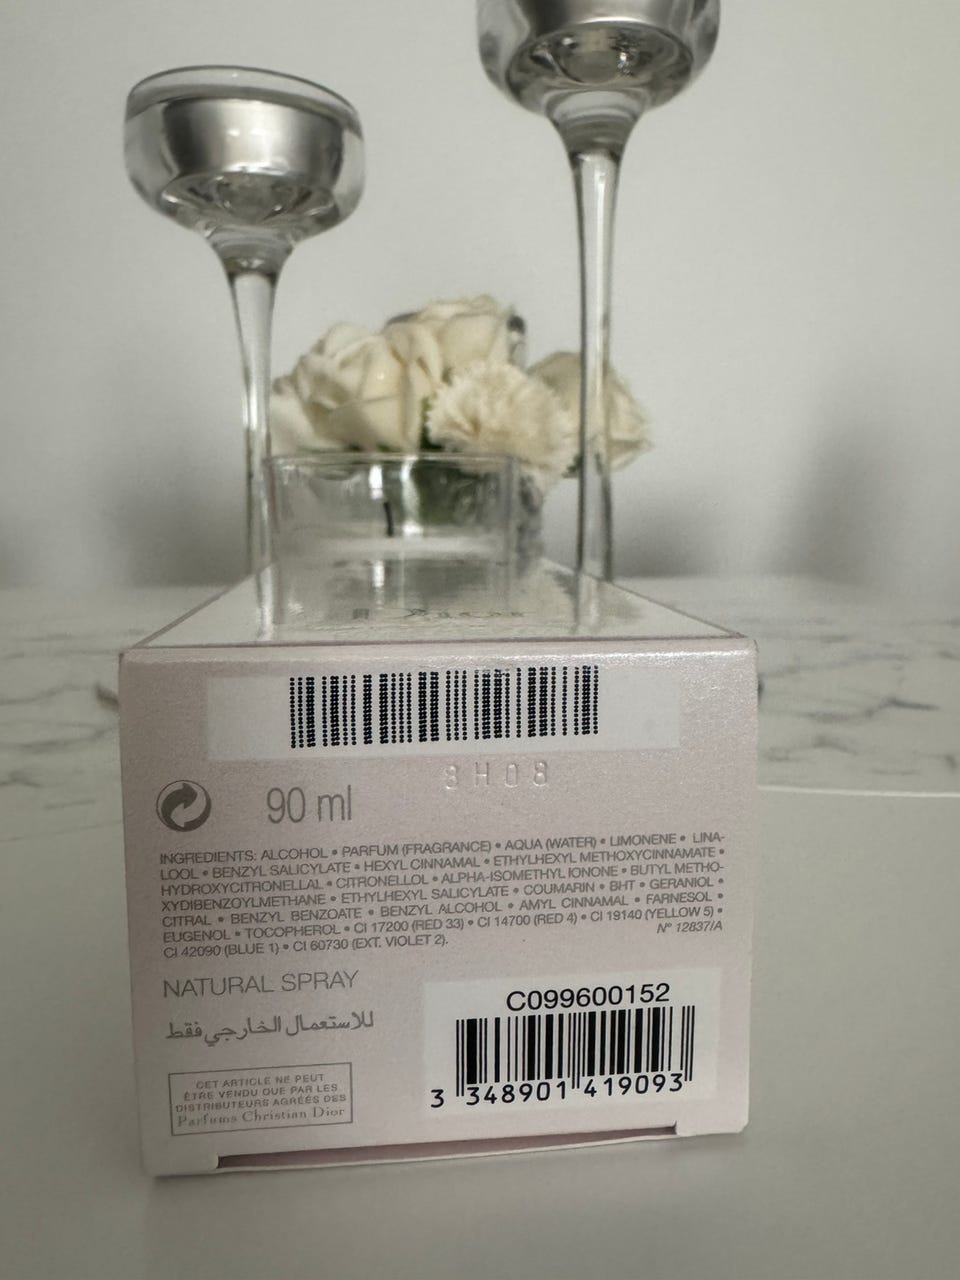 8H08
90 ml
INGREDIENTS: ALCOHOL • PARFUM (FRAGRANCE) • AQUA (WATER) • LIMONENE • LINA-
LOOL • BENZYL SALICYLATE • HEXYL CINNAMAL • ETHYLHEXYL METHOXYCINNAMATE •
HYDROXYCITRONELLAL • CITRONELLOL • ALPHA-ISOMETHYL IONONE • BUTYL METHO-
XYDIBENZOYLMETHANE • ETHYLHEXYL SALICYLATE • COUMARIN • BHT • GERANIOL •
CITRAL • BENZYL BENZOATE • BENZYL ALCOHOL • AMYL CINNAMAL • FARNESOL •
EUGENOL • TOCOPHEROL • CI 17200 (RED 33) • CI 14700 (RED 4) • CI 19140 (YELLOW 5) •
CI 42090 (BLUE 1) • CI 60730 (EXT. VIOLET 2).
N° 12837/A
NATURAL SPRAY
للاستعمال الخارجي فقط
CET ARTICLE NE PEUT
ÊTRE VENDU QUE PAR LES
DISTRIBUTEURS AGRÉÉS DES
Parfums Christian Dior
C099600152
3 348901 419093